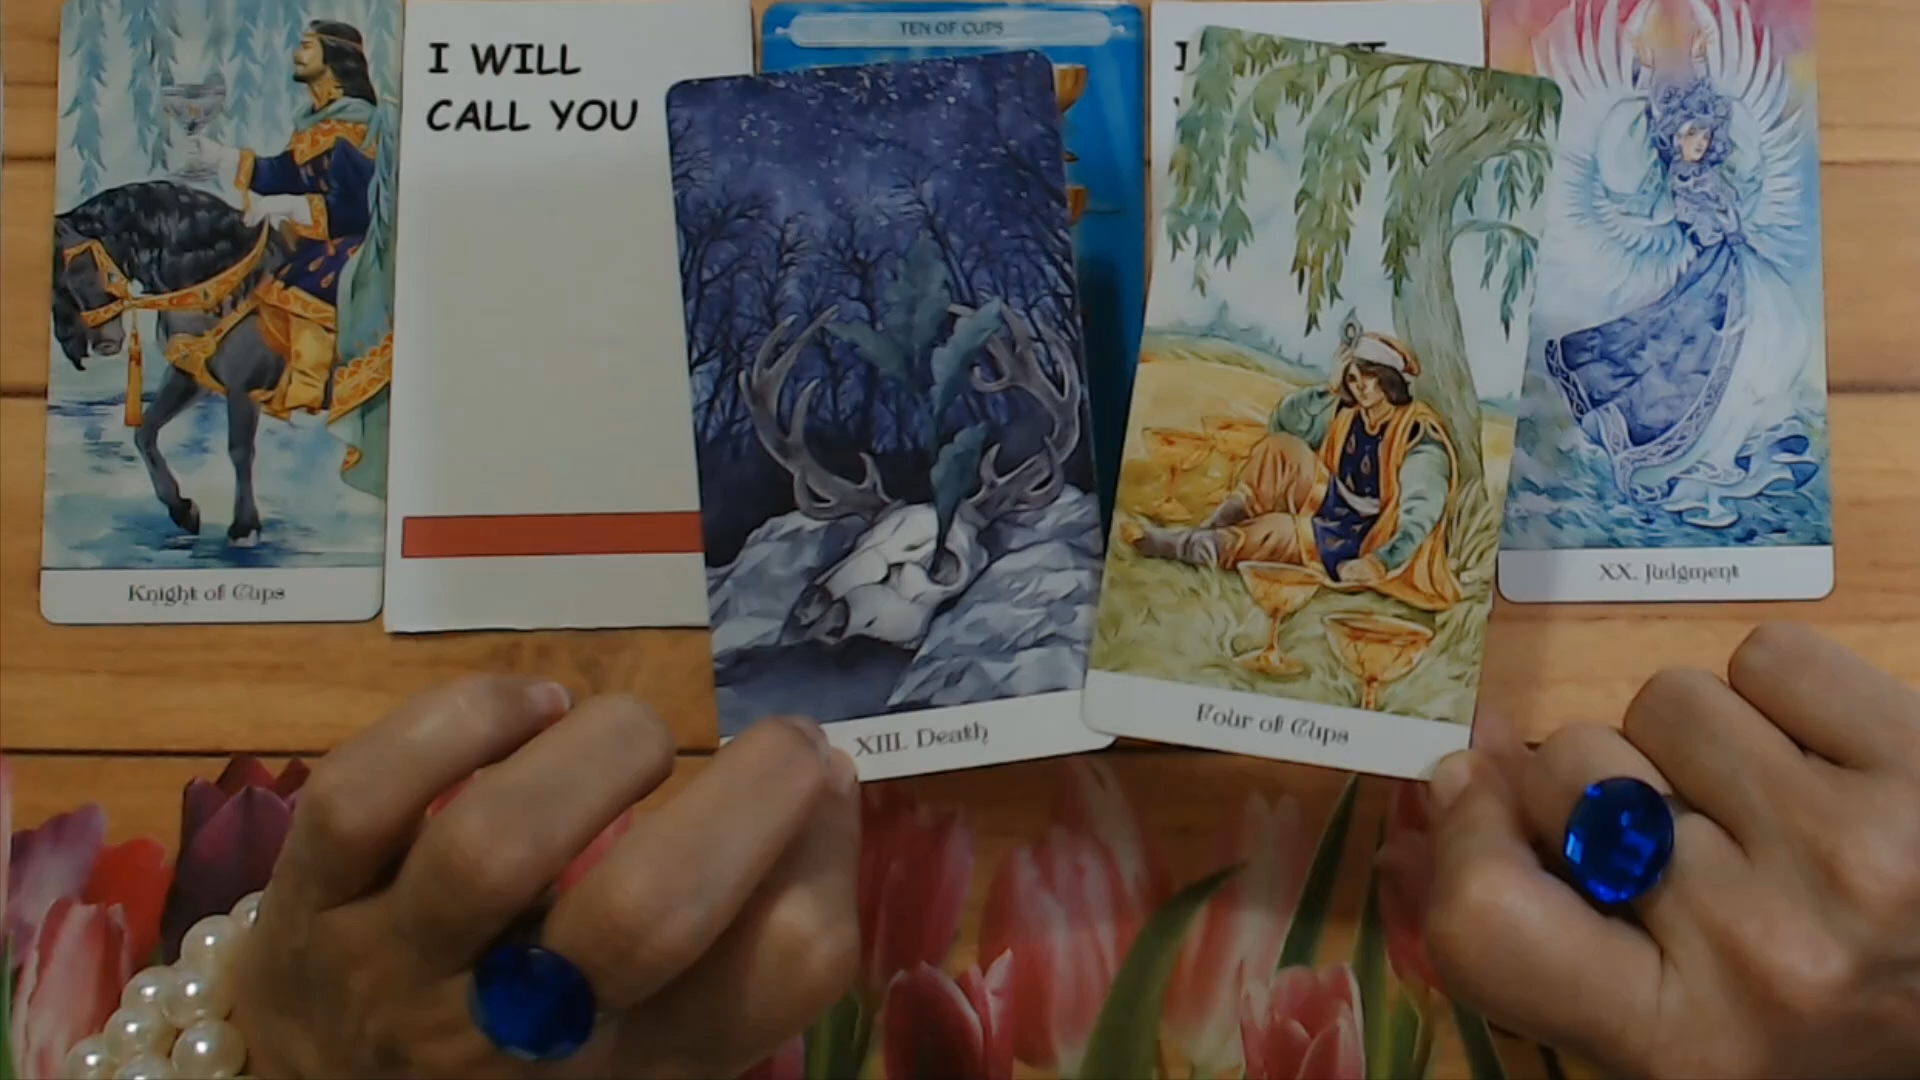 I WILL
CALL YOU
TEN OF CUPS
I
Knight of Cups
XIII. Death
Four of Cups
XX. Judgment